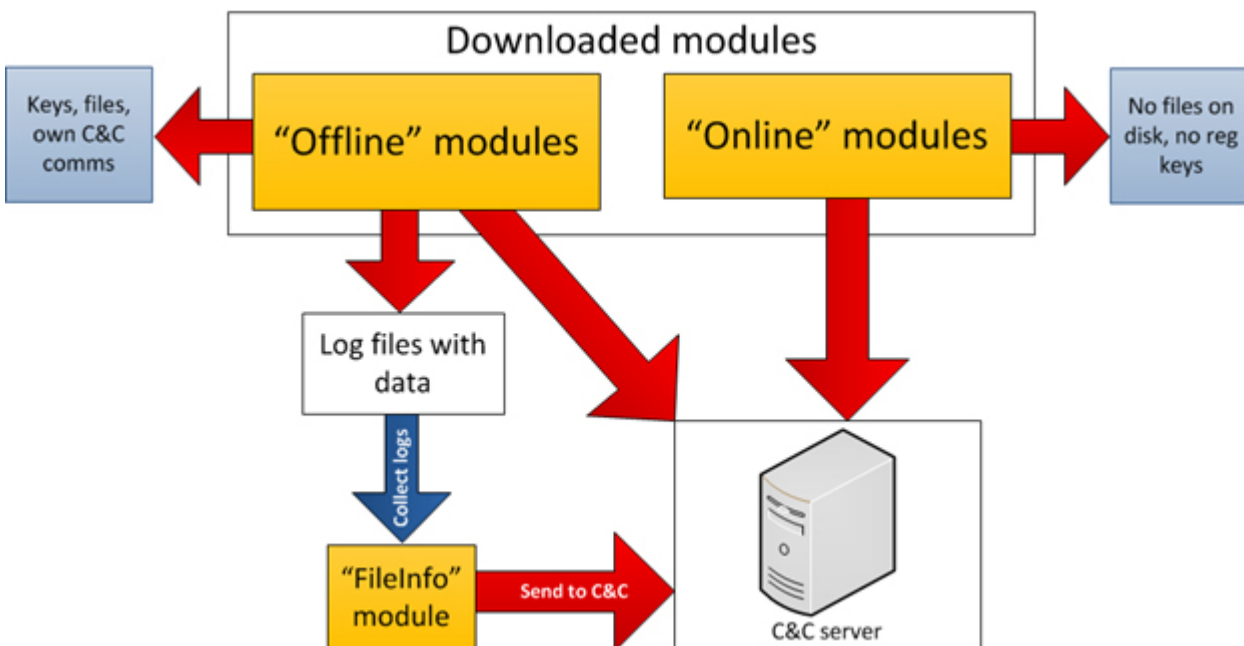 Downloaded modules
Keys, files,
own C&C
comms
“Offline” modules
“Online” modules
No files on
disk, no reg
keys
Log files with
data
Collect logs
“FileInfo”
module
Send to C&C
C&C server